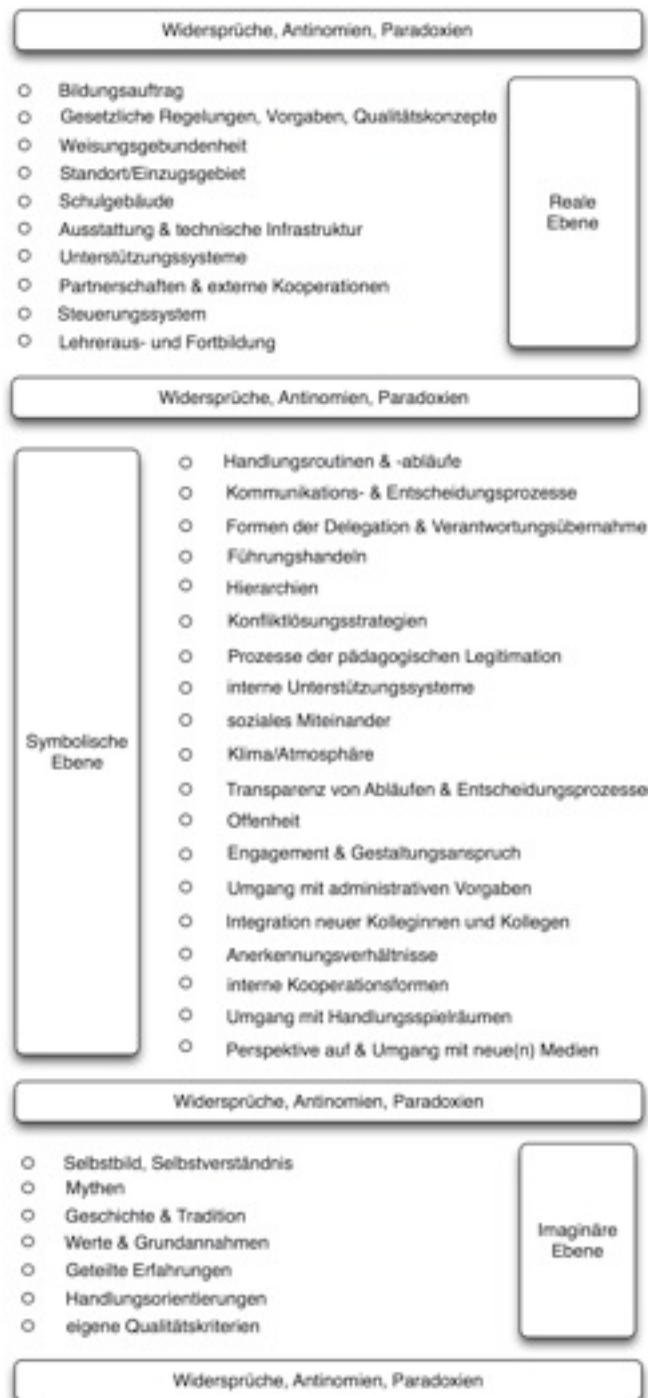 Widersprüche, Antinomien, Paradoxien
Bildungsauftrag
Gesetzliche Regelungen, Vorgaben, Qualitätskonzepte
Weisungsgebundenheit
Standort/Einzugsgebiet
Schulgebäude
Ausstattung & technische Infrastruktur
Unterstützungssysteme
Partnerschaften & externe Kooperationen
Steuerungssystem
Lehreraus- und Fortbildung
Reale
Ebene
Widersprüche, Antinomien, Paradoxien
Symbolische
Ebene
Handlungsroutinen & -abläufe
Kommunikations- & Entscheidungsprozesse
Formen der Delegation & Verantwortungsübernahme
Führungshandeln
Hierarchien
Konfliktlösungsstrategien
Prozesse der pädagogischen Legitimation
interne Unterstützungssysteme
soziales Miteinander
Klima/Atmosphäre
Transparenz von Abläufen & Entscheidungsprozesse
Offenheit
Engagement & Gestaltungsanspruch
Umgang mit administrativen Vorgaben
Integration neuer Kolleginnen und Kollegen
Anerkennungsverhältnisse
interne Kooperationsformen
Umgang mit Handlungsspielräumen
Perspektive auf & Umgang mit neue(n) Medien
Widersprüche, Antinomien, Paradoxien
Selbstbild, Selbstverständnis
Mythen
Geschichte & Tradition
Werte & Grundannahmen
Geteilte Erfahrungen
Handlungsorientierungen
eigene Qualitätskriterien
Imaginäre
Ebene
Widersprüche, Antinomien, Paradoxien